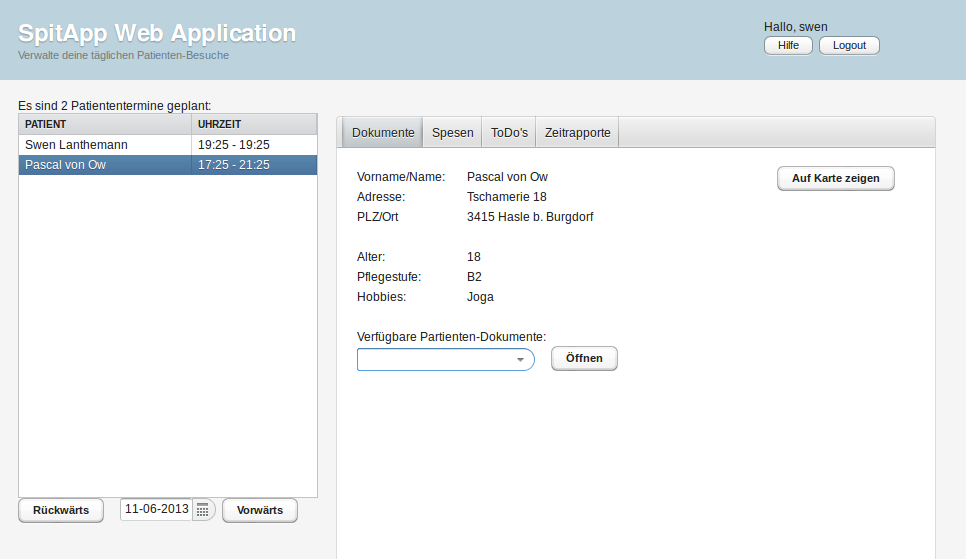 SpitApp Web Application
Verwalte deine täglichen Patienten-Besuche
Hallo, swen
Hilfe Logout
Es sind 2 Patiententermine geplant:
PATIENT UHRZEIT
Swen Lanthemann 19:25 - 19:25
Pascal von Ow 17:25 - 21:25
Rückwärts 11-06-2013 Vorwärts
Dokumente Spesen ToDo's Zeitrapporte
Vorname/Name: Pascal von Ow
Auf Karte zeigen
Adresse: Tschamerie 18
PLZ/Ort 3415 Hasle b. Burgdorf
Alter: 18
Pflegestufe: B2
Hobbies: Joga
Verfügbare Partienten-Dokumente:
Öffnen